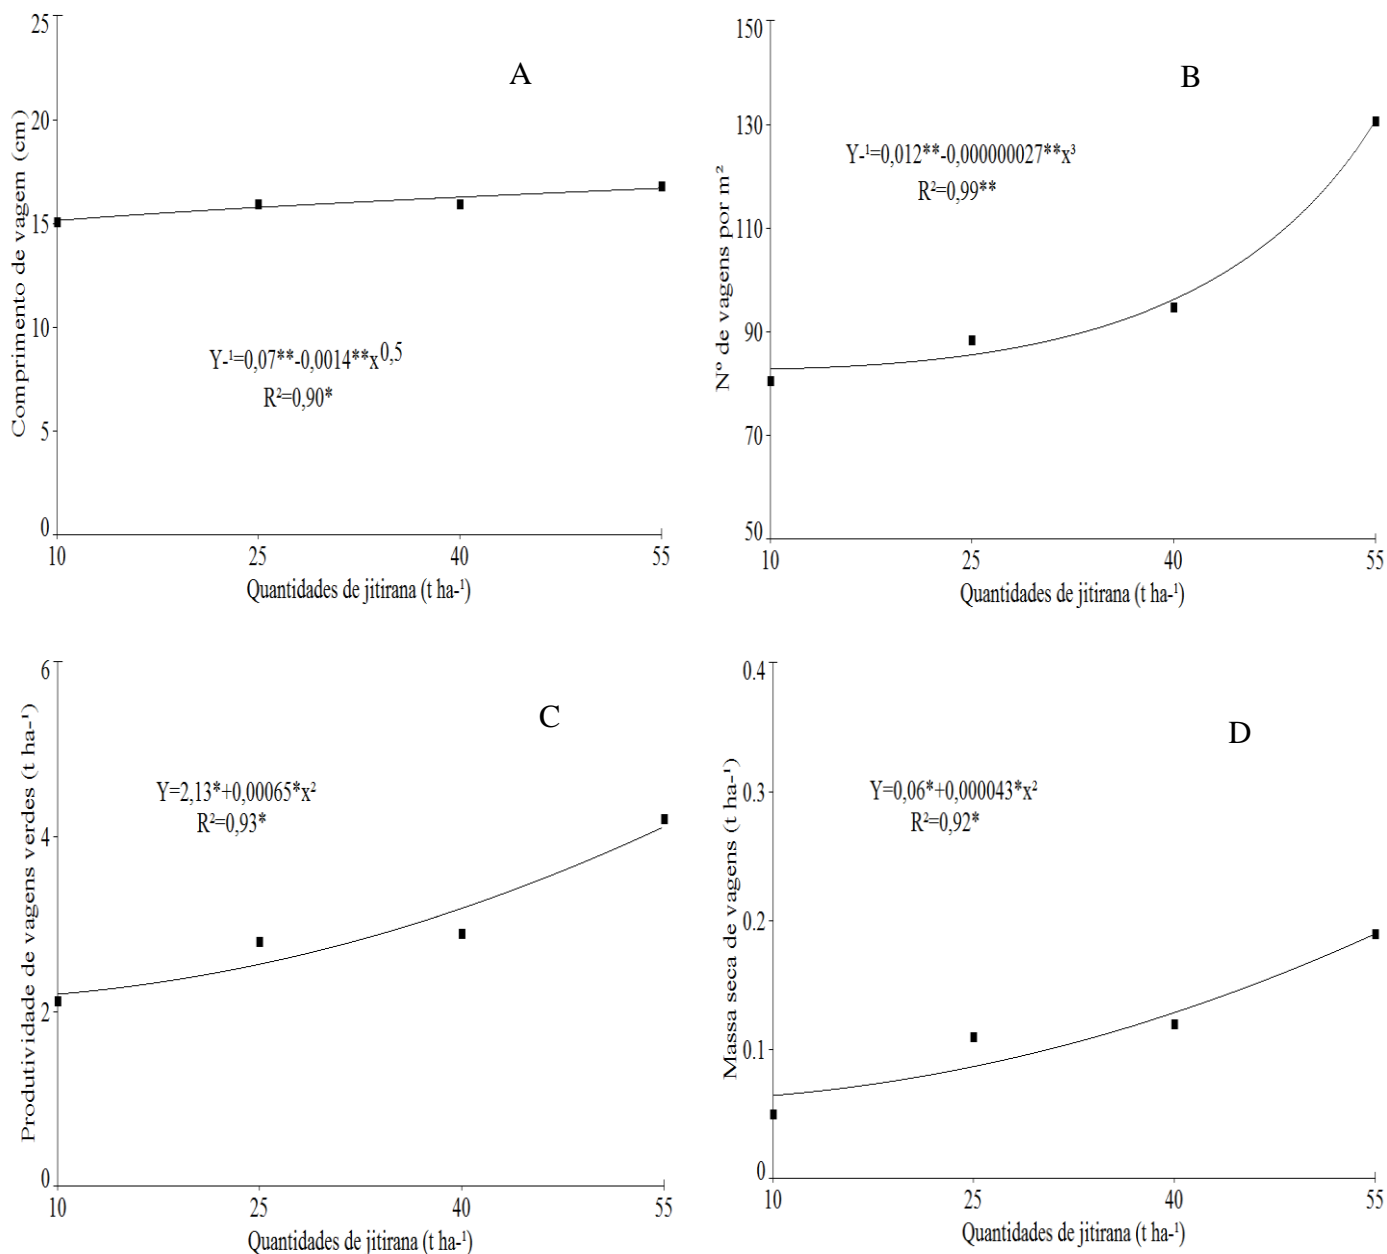 A
Comprimento de vagem (cm)
25
20
15
10
5
0
Y-¹=0,07**-0,0014**x0,5
R²=0,90*
10 25 40 55
Quantidades de jitirana (t ha-¹)
B
Nº de vagens por m²
150
130
110
90
70
50
Y-¹=0,012**-0,000000027**x³
R²=0,99**
10 25 40 55
Quantidades de jitirana (t ha-¹)
C
Produtividade de vagens verdes (t ha-¹)
6
4
2
0
Y=2,13*+0,00065*x²
R²=0,93*
10 25 40 55
Quantidades de jitirana (t ha-¹)
D
Massa seca de vagens (t ha-¹)
0.4
0.3
0.2
0.1
0
Y=0,06*+0,000043*x²
R²=0,92*
10 25 40 55
Quantidades de jitirana (t ha-¹)